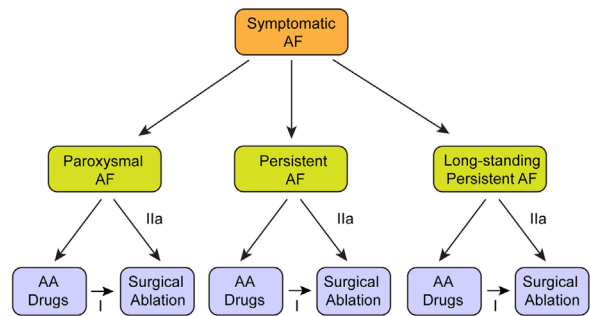 Symptomatic
AF
Paroxysmal
AF
Persistent
AF
Long-standing
Persistent AF
IIa
IIa
IIa
AA
Drugs
I
Surgical
Ablation
AA
Drugs
I
Surgical
Ablation
AA
Drugs
I
Surgical
Ablation